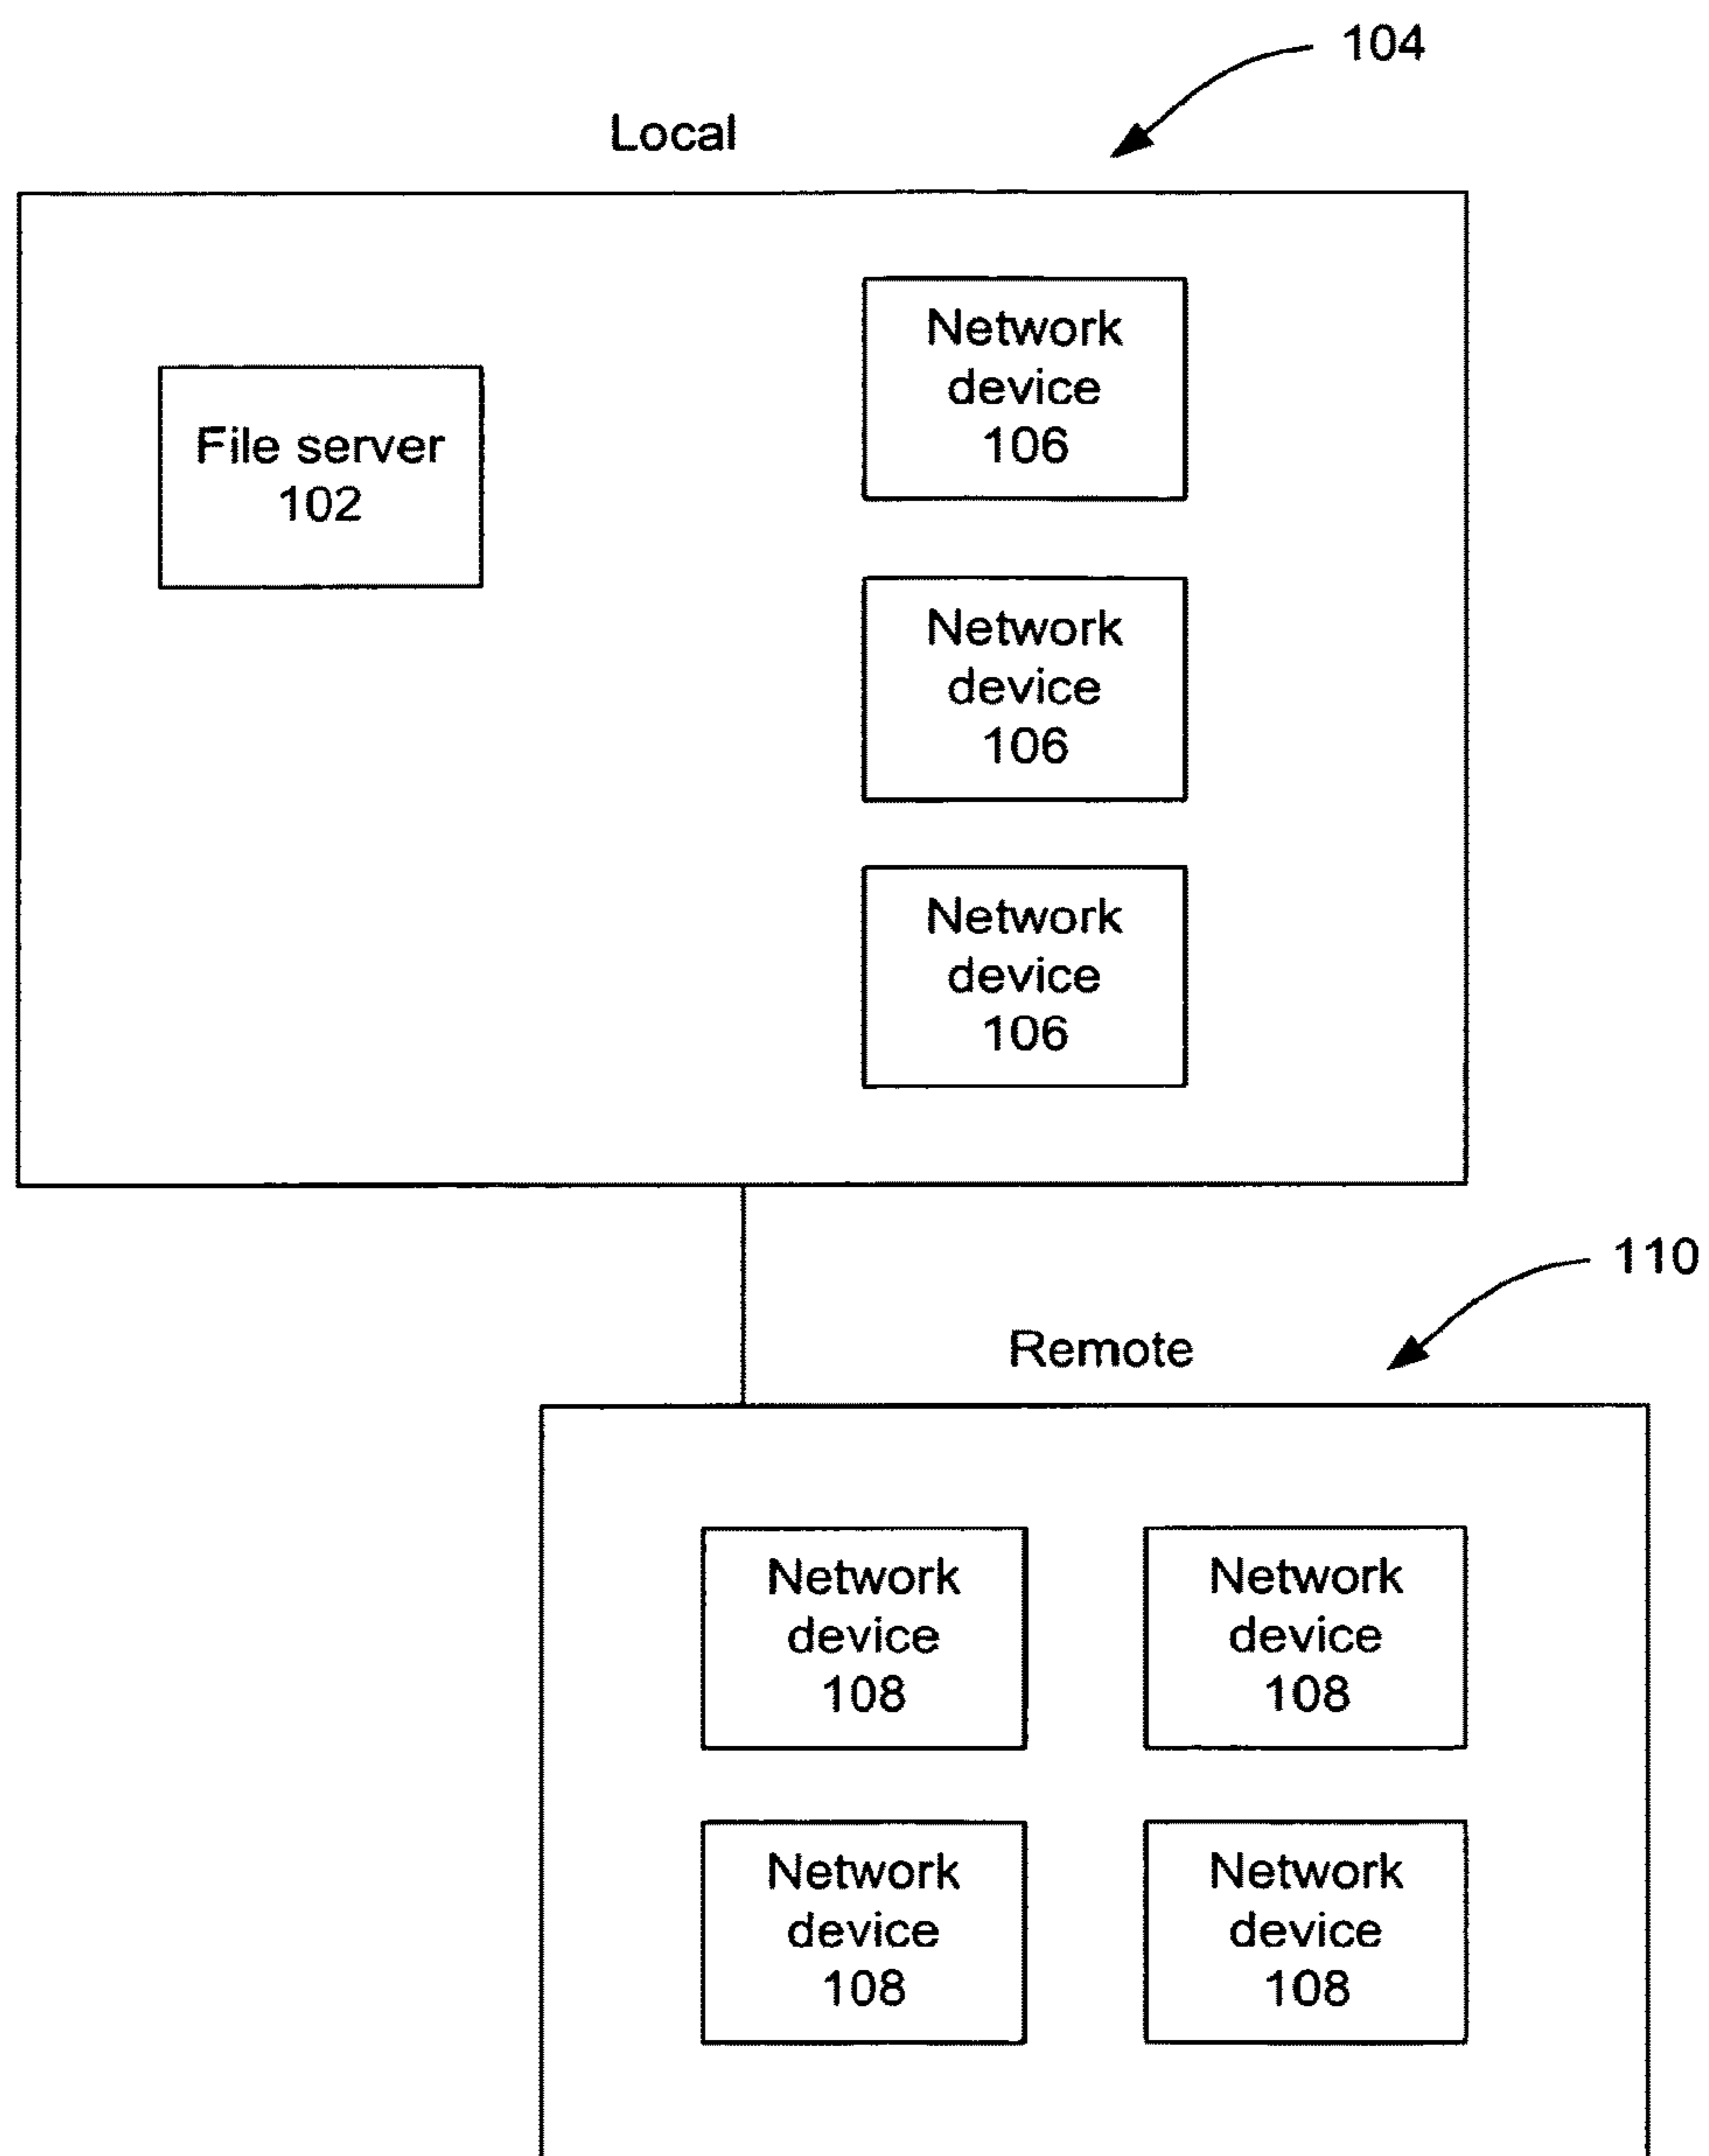 104
Local
Network
device
106
File server
102
Network
device
106
Network
device
106
110
Remote
Network
device
108
Network
device
108
Network
device
108
Network
device
108